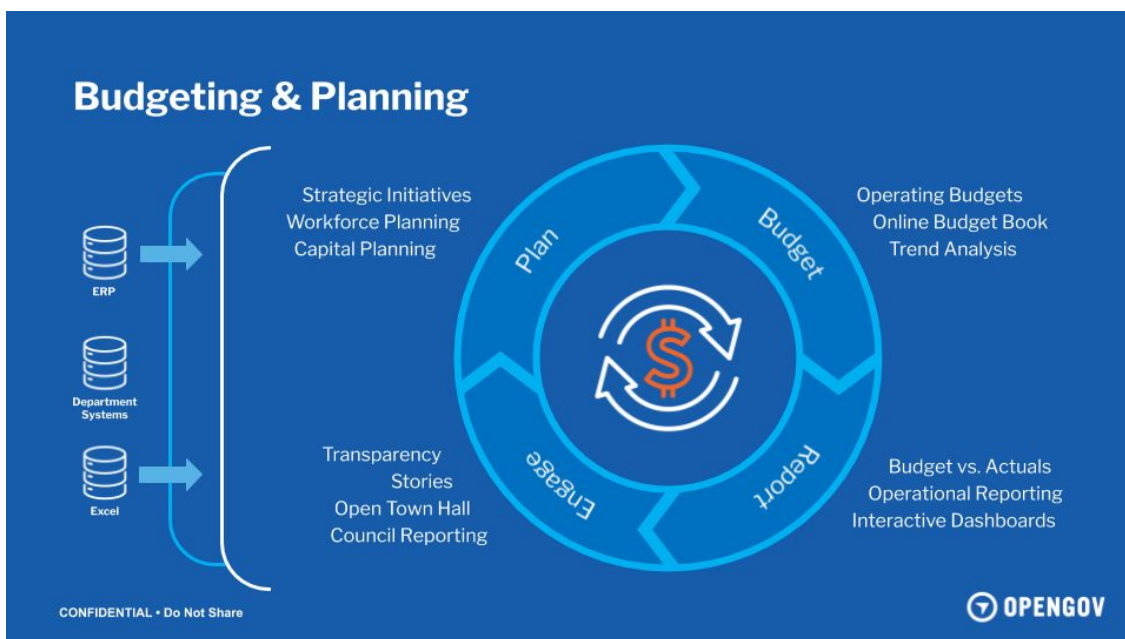 Budgeting & Planning
ERP
Department
Systems
Excel
Strategic Initiatives
Workforce Planning
Capital Planning
Plan
Budget
Operating Budgets
Online Budget Book
Trend Analysis
$
Transparency
Stories
Open Town Hall
Council Reporting
Engage
Report
Budget vs. Actuals
Operational Reporting
Interactive Dashboards
CONFIDENTIAL • Do Not Share
OPENGOV